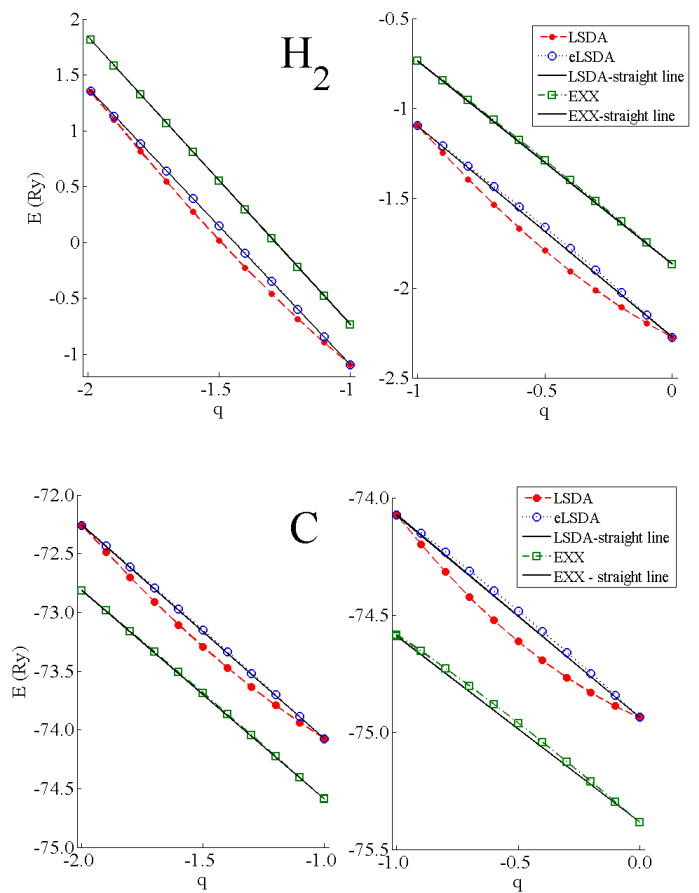 H2
2
1.5
1
0.5
0
-0.5
-1
E (Ry)
-2
-1.5
-1
q
-0.5
-1
-1.5
-2
-2.5
-1
-0.5
0
q
LSDA
eLSDA
LSDA-straight line
EXX
EXX-straight line
C
-72.0
-72.5
-73.0
-73.5
-74.0
-74.5
-75.0
E (Ry)
-2.0
-1.5
-1.0
q
-74.0
-74.5
-75.0
-75.5
-1.0
-0.5
0.0
q
LSDA
eLSDA
LSDA-straight line
EXX
EXX - straight line